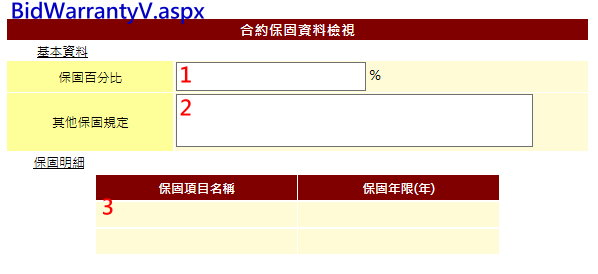 BidWarrantyV.aspx
合約保固資料檢視
基本資料
保固百分比 1 %
其他保固規定 2
保固明細
保固項目名稱 保固年限(年)
3